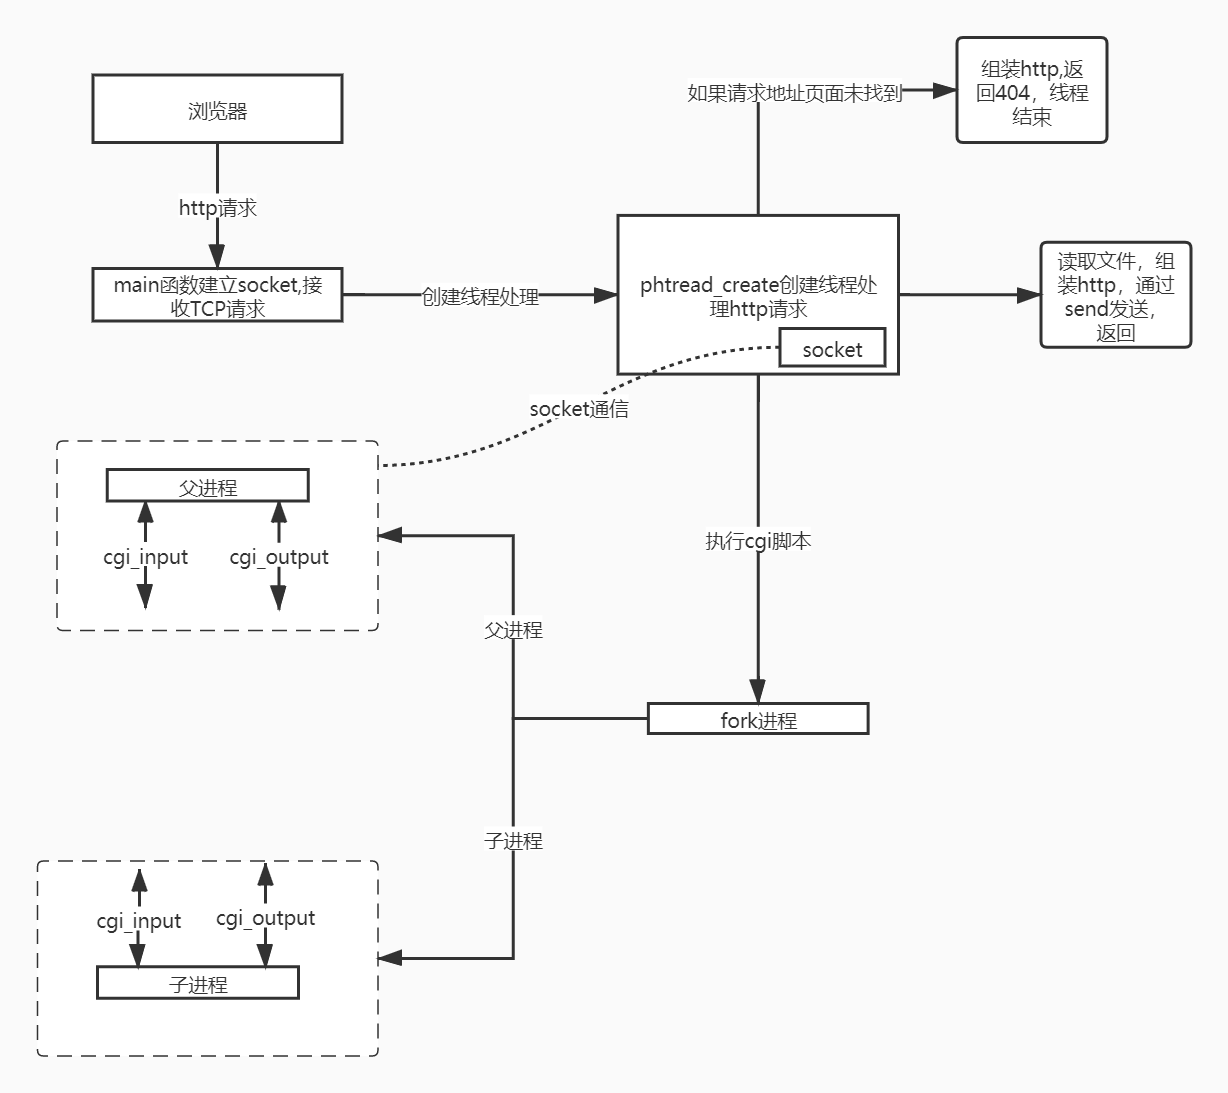 浏览器
http请求
main函数建立socket,接
收TCP请求
创建线程处理
如果请求地址页面未找到
组装http,返
回404，线程
结束
phtread_create创建线程处
理http请求
socket
读取文件，组
装http，通过
send发送，
返回
socket通信
父进程
cgi_input
cgi_output
执行cgi脚本
父进程
fork进程
子进程
cgi_input
cgi_output
子进程